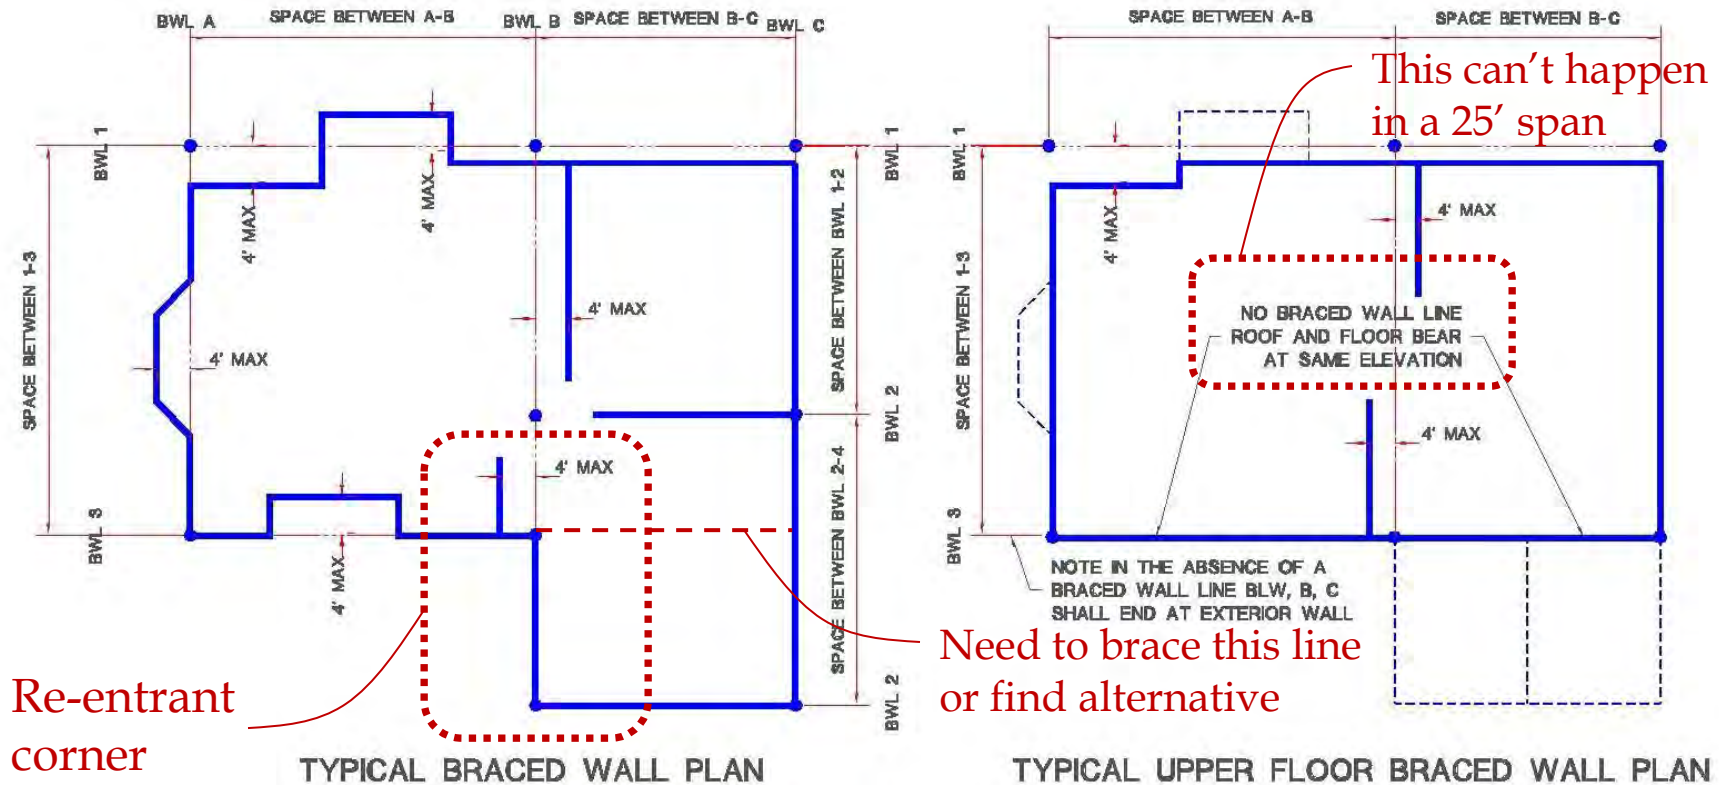 BWL A
SPACE BETWEEN A-B
BWL B
SPACE BETWEEN B-C
BWL C
BWL 1
4' MAX
4' MAX
SPACE BETWEEN 1-3
4' MAX
4' MAX
4' MAX
BWL 3
4' MAX
SPACE BETWEEN BWL 1-2
BWL 1
BWL 2
SPACE BETWEEN BWL 2-4
BWL 2
Re-entrant
corner
TYPICAL BRACED WALL PLAN
SPACE BETWEEN A-B
SPACE BETWEEN B-C
This can't happen
in a 25' span
BWL 1
4' MAX
4' MAX
SPACE BETWEEN 1-3
NO BRACED WALL LINE
ROOF AND FLOOR BEAR
AT SAME ELEVATION
4' MAX
BWL 3
NOTE IN THE ABSENCE OF A
BRACED WALL LINE BLW, B, C
SHALL END AT EXTERIOR WALL
Need to brace this line
or find alternative
TYPICAL UPPER FLOOR BRACED WALL PLAN